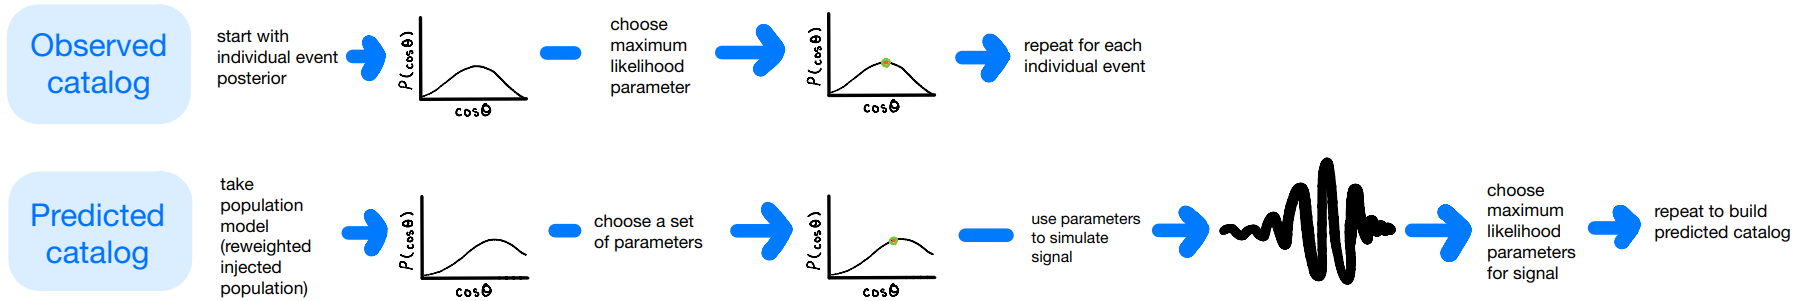 Observed
catalog
start with
individual event
posterior
P(cosθ)
cosθ
choose
maximum
likelihood
parameter
P(cosθ)
cosθ
repeat for each
individual event
Predicted
catalog
take
population
model
(reweighted
injected
population)
P(cosθ)
cosθ
choose a set
of parameters
P(cosθ)
cosθ
use parameters
to simulate
signal
choose
maximum
likelihood
parameters
for signal
repeat to build
predicted catalog